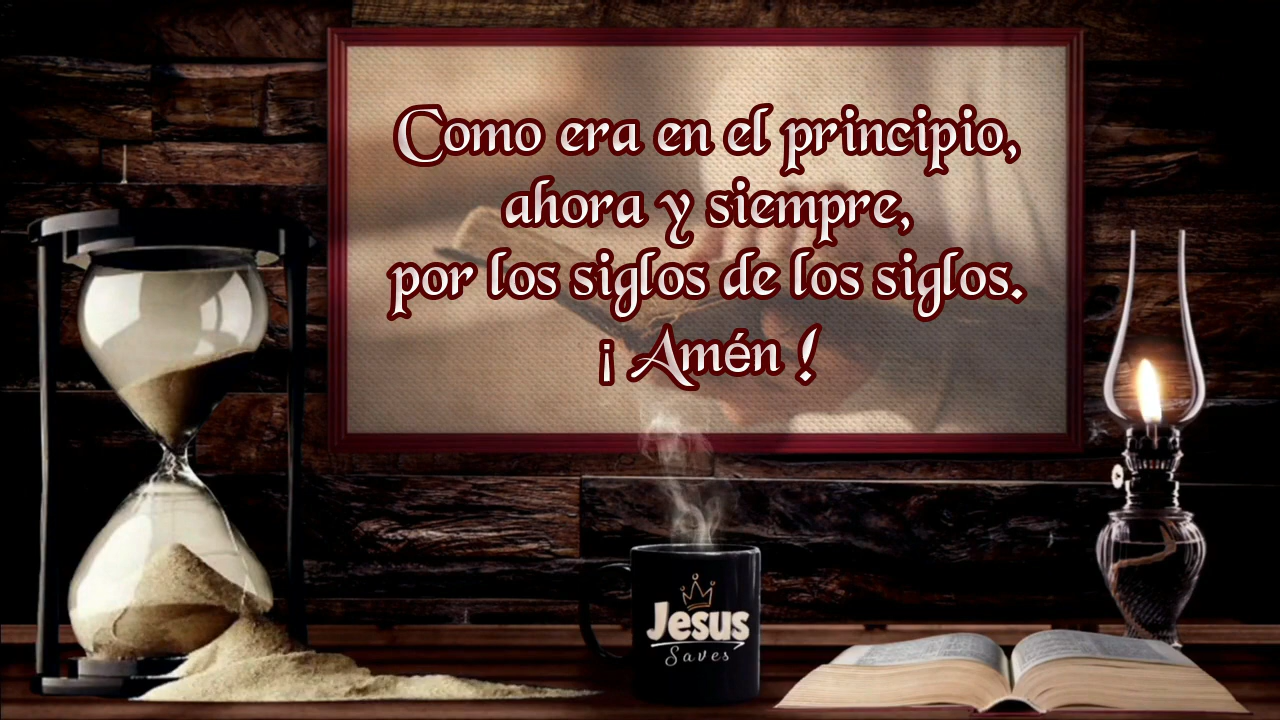 Como era en el principio,
ahora y siempre,
por los siglos de los siglos.
¡ Amén !
Jesus
Saves